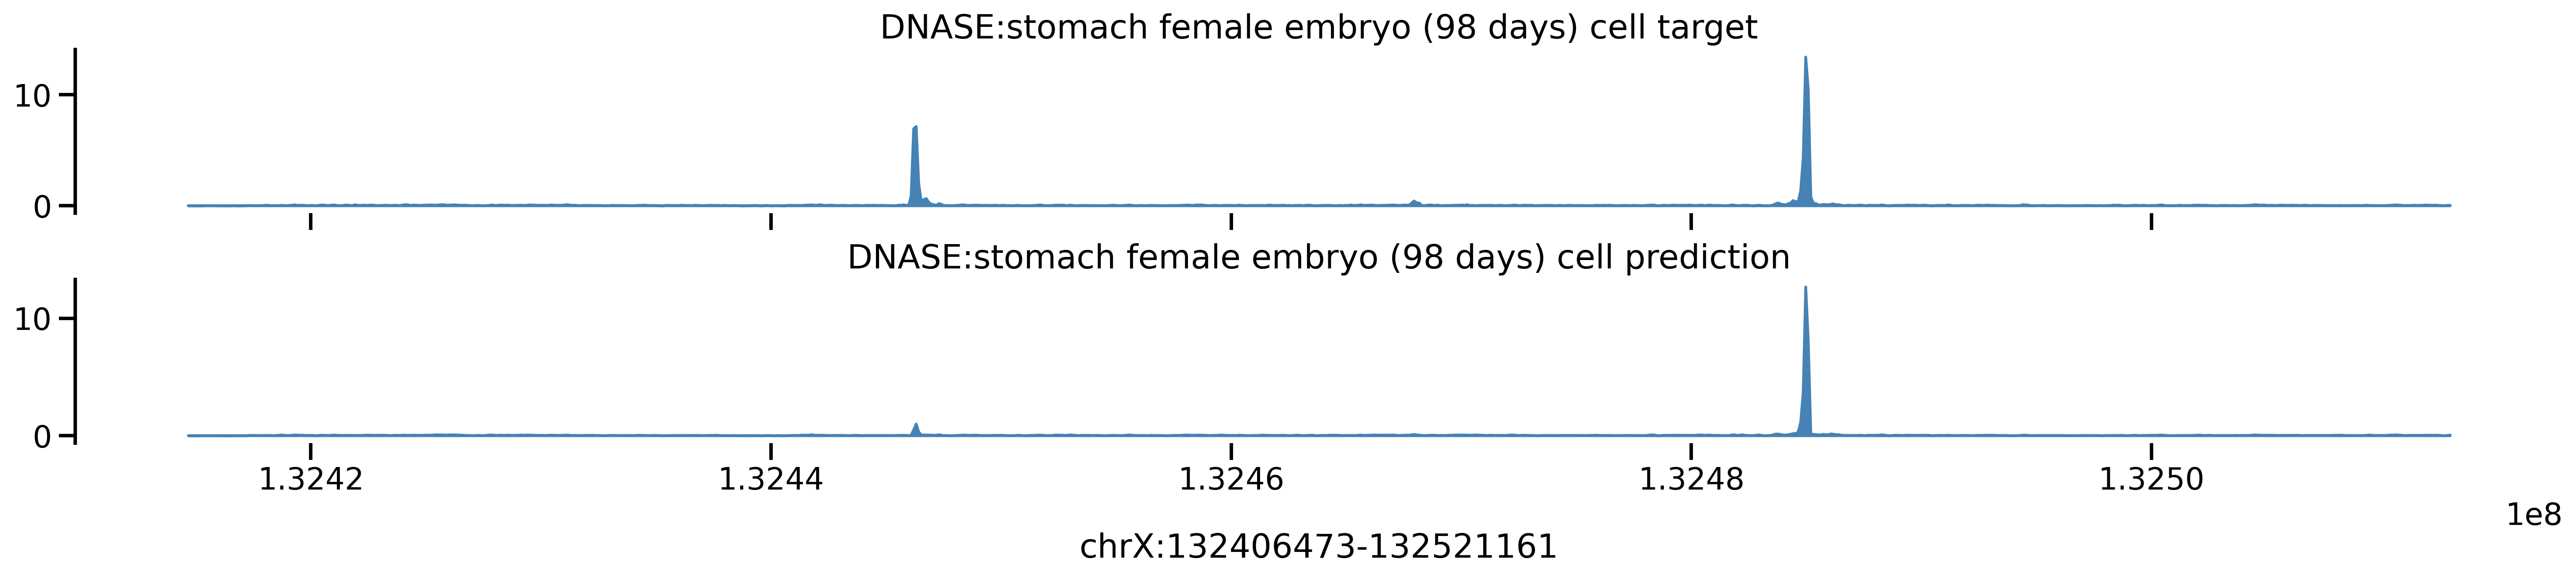 DNASE:stomach female embryo (98 days) cell target
10
0
DNASE:stomach female embryo (98 days) cell prediction
10
0
1.3242 1.3244 1.3246 1.3248 1.3250
1e8
chrX:132406473-132521161